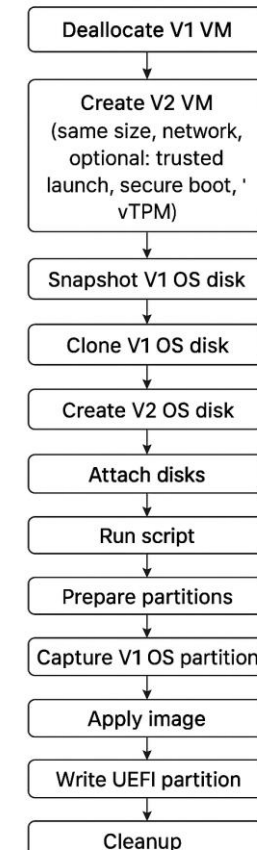 Deallocate V1 VM
Create V2 VM
(same size, network,
optional: trusted
launch, secure boot, '
vTPM)
Snapshot V1 OS disk
Clone V1 OS disk
Create V2 OS disk
Attach disks
Run script
Prepare partitions
Capture V1 OS partition
Apply image
Write UEFI partition
Cleanup